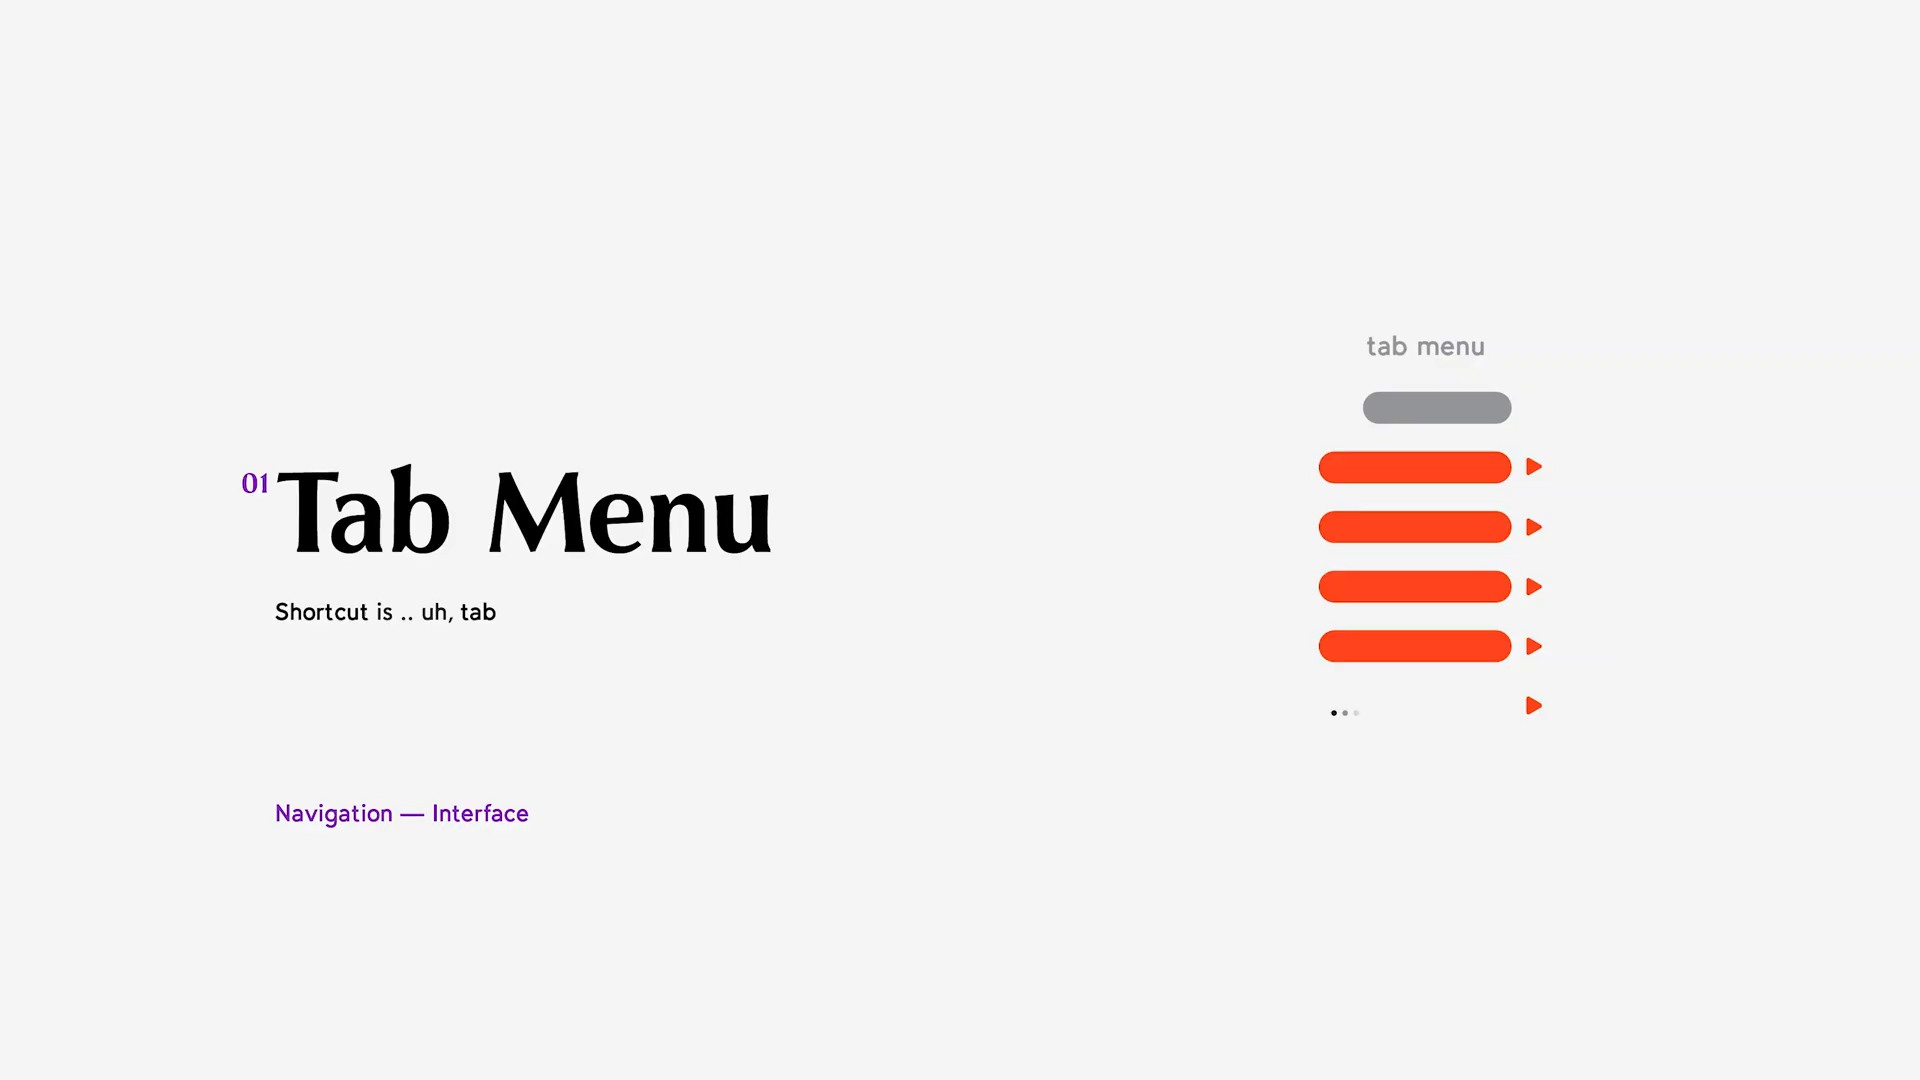 01
Tab Menu
Shortcut is .. uh, tab
Navigation — Interface
tab menu